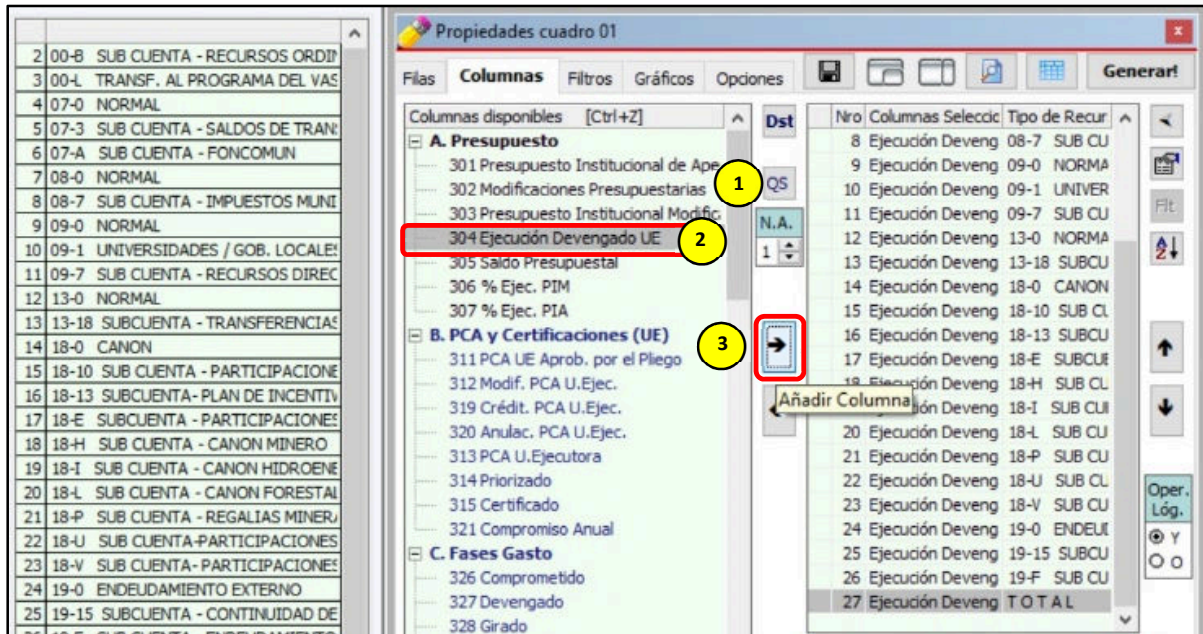 2 00-B SUB CUENTA - RECURSOS ORDIN
3 00-L TRANSF. AL PROGRAMA DEL VAS
4 07-0 NORMAL
5 07-3 SUB CUENTA - SALDOS DE TRAN
6 07-A SUB CUENTA - FONCOMUN
7 08-0 NORMAL
8 08-7 SUB CUENTA - IMPUESTOS MUNI
9 09-0 NORMAL
10 09-1 UNIVERSIDADES / GOB. LOCALES
11 09-7 SUB CUENTA - RECURSOS DIREC
12 13-0 NORMAL
13 13-18 SUBCUENTA - TRANSFERENCIAS
14 18-0 CANON
15 18-10 SUB CUENTA - PARTICIPACIONE
16 18-13 SUBCUENTA- PLAN DE INCENTIV
17 18-E SUBCUENTA - PARTICIPACIONES
18 18-H SUB CUENTA - CANON MINERO
19 18-I SUB CUENTA - CANON HIDROENE
20 18-L SUB CUENTA - CANON FORESTAL
21 18-P SUB CUENTA - REGALIAS MINER
22 18-U SUB CUENTA-PARTICIPACIONES
23 18-V SUB CUENTA- PARTICIPACIONES
24 19-0 ENDEUDAMIENTO EXTERNO
25 19-15 SUBCUENTA - CONTINUIDAD DE
Propiedades cuadro 01
Filas Columnas Filtros Gráficos Opciones Generar!
Columnas disponibles [Ctrl+Z]
A. Presupuesto
301 Presupuesto Institucional de Ape
302 Modificaciones Presupuestarias
303 Presupuesto Institucional Modific
304 Ejecución Devengado UE
305 Saldo Presupuestal
306 % Ejec. PIM
307 % Ejec. PIA
B. PCA y Certificaciones (UE)
311 PCA UE Aprob. por el Pliego
312 Modif. PCA U.Ejec.
319 Crédit. PCA U.Ejec.
320 Anulac. PCA U.Ejec.
313 PCA U.Ejecutora
314 Priorizado
315 Certificado
321 Compromiso Anual
C. Fases Gasto
326 Comprometido
327 Devengado
328 Girado
Dst
1
QS
N.A.
2
1
3
Añadir Columna
Nro Columnas Seleccic Tipo de Recur
8 Ejecución Deveng 08-7 SUB CU
9 Ejecución Deveng 09-0 NORMA
10 Ejecución Deveng 09-1 UNIVER
11 Ejecución Deveng 09-7 SUB CU
12 Ejecución Deveng 13-0 NORMA
13 Ejecución Deveng 13-18 SUBCU
14 Ejecución Deveng 18-0 CANON
15 Ejecución Deveng 18-10 SUB CU
16 Ejecución Deveng 18-13 SUBCU
17 Ejecución Deveng 18-E SUBCUE
18 Ejecución Deveng 18-H SUB CU
ión Deveng 18-I SUB CUI
20 Ejecución Deveng 18-L SUB CU
21 Ejecución Deveng 18-P SUB CU
22 Ejecución Deveng 18-U SUB CU
23 Ejecución Deveng 18-V SUB CU
24 Ejecución Deveng 19-0 ENDEUD
25 Ejecución Deveng 19-15 SUBCU
26 Ejecución Deveng 19-F SUB CU
27 Ejecución Deveng T O T A L
Flt
A
Z
Oper.
Lóg.
Y
O